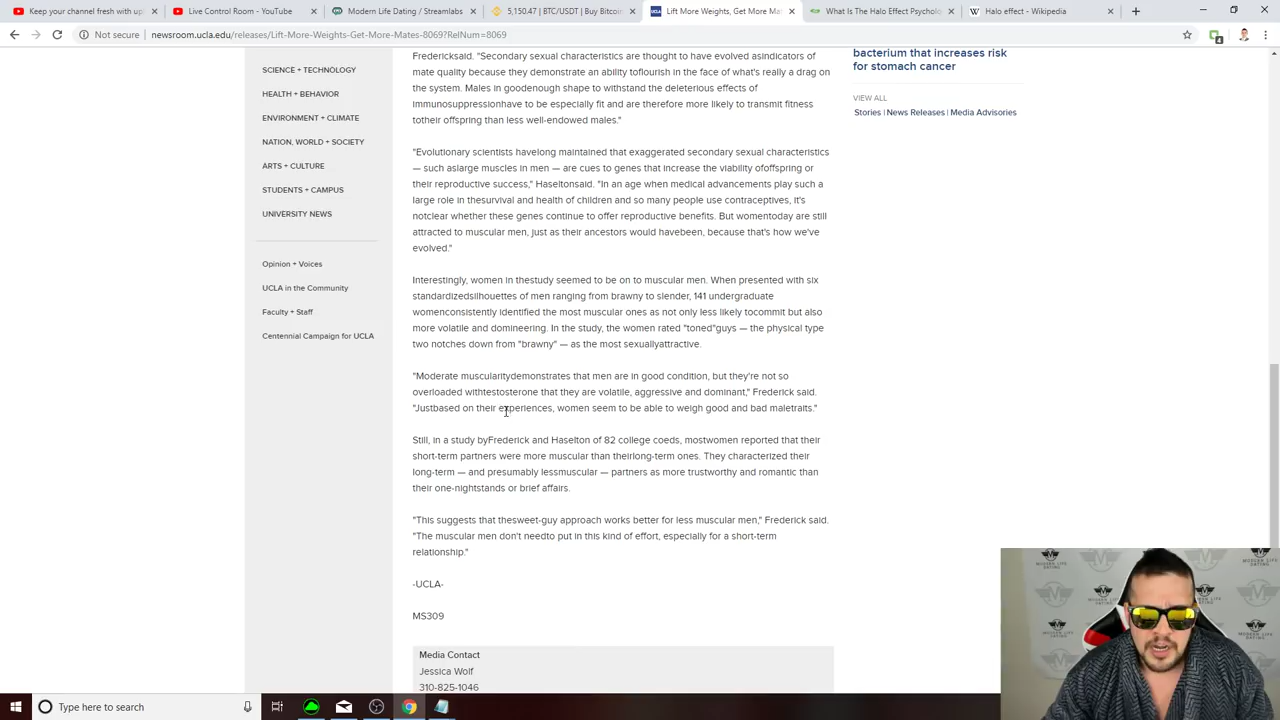 Keep your channel fresh with up
Live Control Room - YouTube
Modern Life Dating / Streamlabs
5,150.47 | BTC/USDT | Buy Bitcoin
UCLA
Lift More Weights, Get More Mat
What Is The Halo Effect Psycholo
W
Halo effect - Wikipedia
Not secure
newsroom.ucla.edu/releases/Lift-More-Weights-Get-More-Mates-8069?RelNum=8069
SCIENCE + TECHNOLOGY
HEALTH + BEHAVIOR
ENVIRONMENT + CLIMATE
NATION, WORLD + SOCIETY
ARTS + CULTURE
STUDENTS + CAMPUS
UNIVERSITY NEWS
Opinion + Voices
UCLA in the Community
Faculty + Staff
Centennial Campaign for UCLA
Fredericksaid. "Secondary sexual characteristics are thought to have evolved asindicators of
mate quality because they demonstrate an ability toflourish in the face of what's really a drag on
the system. Males in goodenough shape to withstand the deleterious effects of
immunosuppressionhave to be especially fit and are therefore more likely to transmit fitness
totheir offspring than less well-endowed males."
"Evolutionary scientists havelong maintained that exaggerated secondary sexual characteristics
— such aslarge muscles in men — are cues to genes that increase the viability ofoffspring or
their reproductive success," Haseltonsaid. "In an age when medical advancements play such a
large role in thesurvival and health of children and so many people use contraceptives, it's
notclear whether these genes continue to offer reproductive benefits. But womentoday are still
attracted to muscular men, just as their ancestors would havebeen, because that's how we've
evolved."
Interestingly, women in thestudy seemed to be on to muscular men. When presented with six
standardizedsilhouettes of men ranging from brawny to slender, 141 undergraduate
womenconsistently identified the most muscular ones as not only less likely tocommit but also
more volatile and domineering. In the study, the women rated "toned"guys — the physical type
two notches down from "brawny" — as the most sexuallyattractive.
"Moderate muscularitydemonstrates that men are in good condition, but they're not so
overloaded withtestosterone that they are volatile, aggressive and dominant," Frederick said.
"Justbased on their experiences, women seem to be able to weigh good and bad maletraits."
Still, in a study byFrederick and Haselton of 82 college coeds, mostwomen reported that their
short-term partners were more muscular than theirlong-term ones. They characterized their
long-term — and presumably lessmuscular — partners as more trustworthy and romantic than
their one-nightstands or brief affairs.
"This suggests that thesweet-guy approach works better for less muscular men," Frederick said.
"The muscular men don't needto put in this kind of effort, especially for a short-term
relationship."
-UCLA-
MS309
Media Contact
Jessica Wolf
310-825-1046
bacterium that increases risk
for stomach cancer
VIEW ALL
Stories | News Releases | Media Advisories
MODERN LIFE
DATING
Type here to search